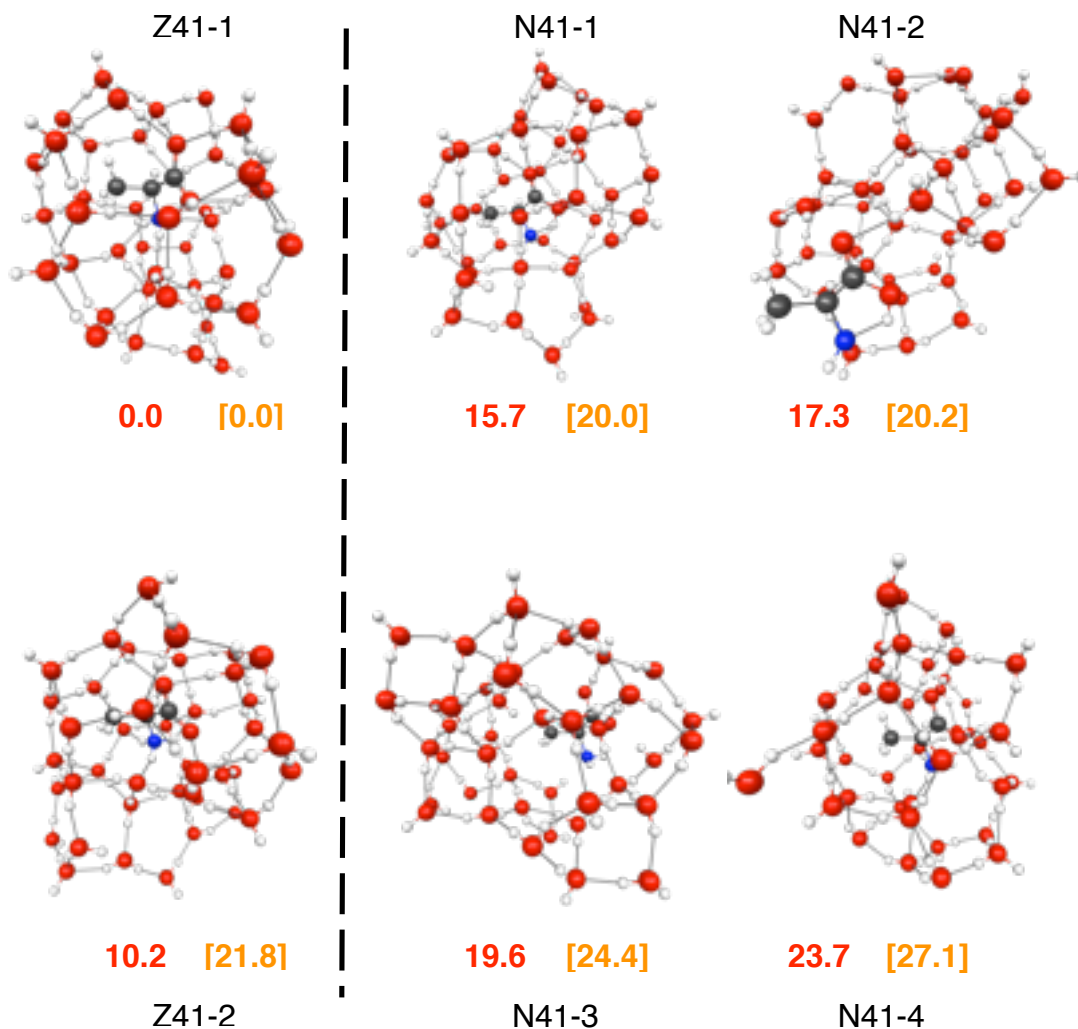 Z41-1 N41-1 N41-2
0.0 [0.0] 15.7 [20.0] 17.3 [20.2]
10.2 [21.8] 19.6 [24.4] 23.7 [27.1]
Z41-2 N41-3 N41-4